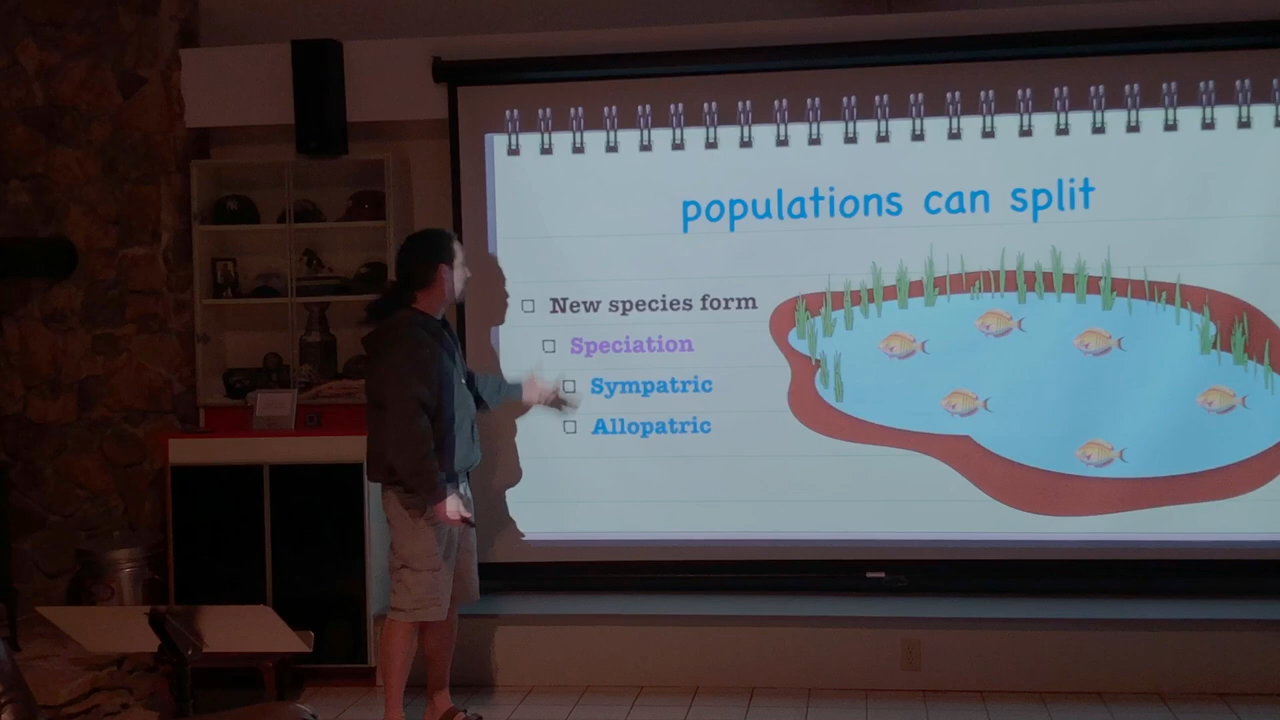 populations can split
New species form
Speciation
Sympatric
Allopatric